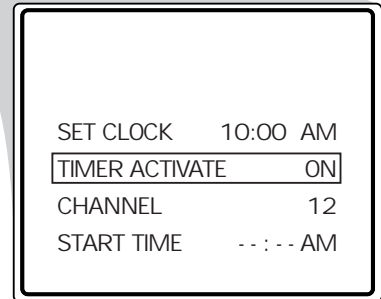 SET CLOCK 10:00 AM
TIMER ACTIVATE ON
CHANNEL 12
START TIME - - : - - AM